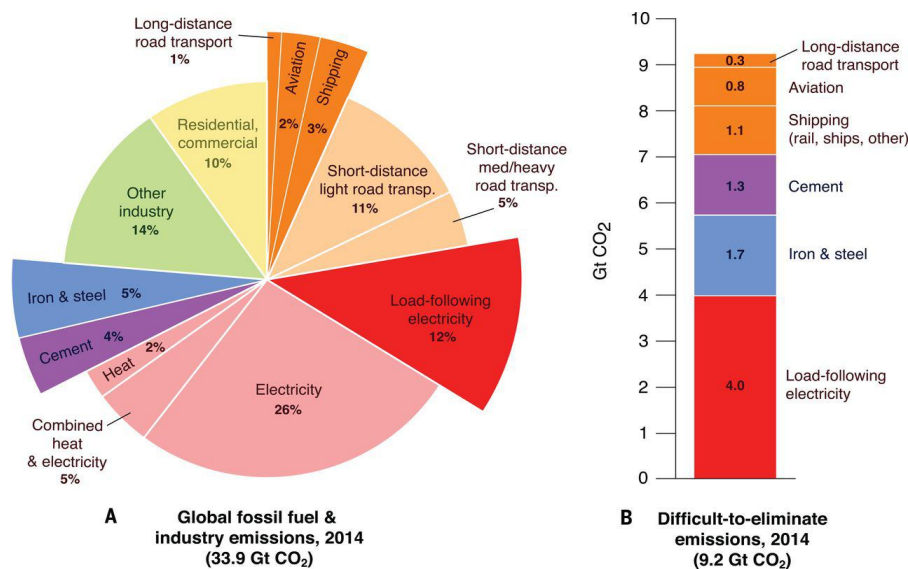 Long-distance
road transport
1%
Aviation
2%
Shipping
3%
Short-distance
light road transp.
11%
Short-distance
med/heavy
road transp.
5%
Load-following
electricity
12%
Electricity
26%
Combined
heat
& electricity
5%
Heat 2%
Cement 4%
Iron & steel 5%
Other
industry
14%
Residential,
commercial
10%
A Global fossil fuel &
industry emissions, 2014
(33.9 Gt CO₂)
Gt CO₂
10
9
8
7
6
5
4
3
2
1
0
0.3
0.8
1.1
1.3
1.7
4.0
Long-distance
road transport
Aviation
Shipping
(rail, ships, other)
Cement
Iron & steel
Load-following
electricity
B Difficult-to-eliminate
emissions, 2014
(9.2 Gt CO₂)